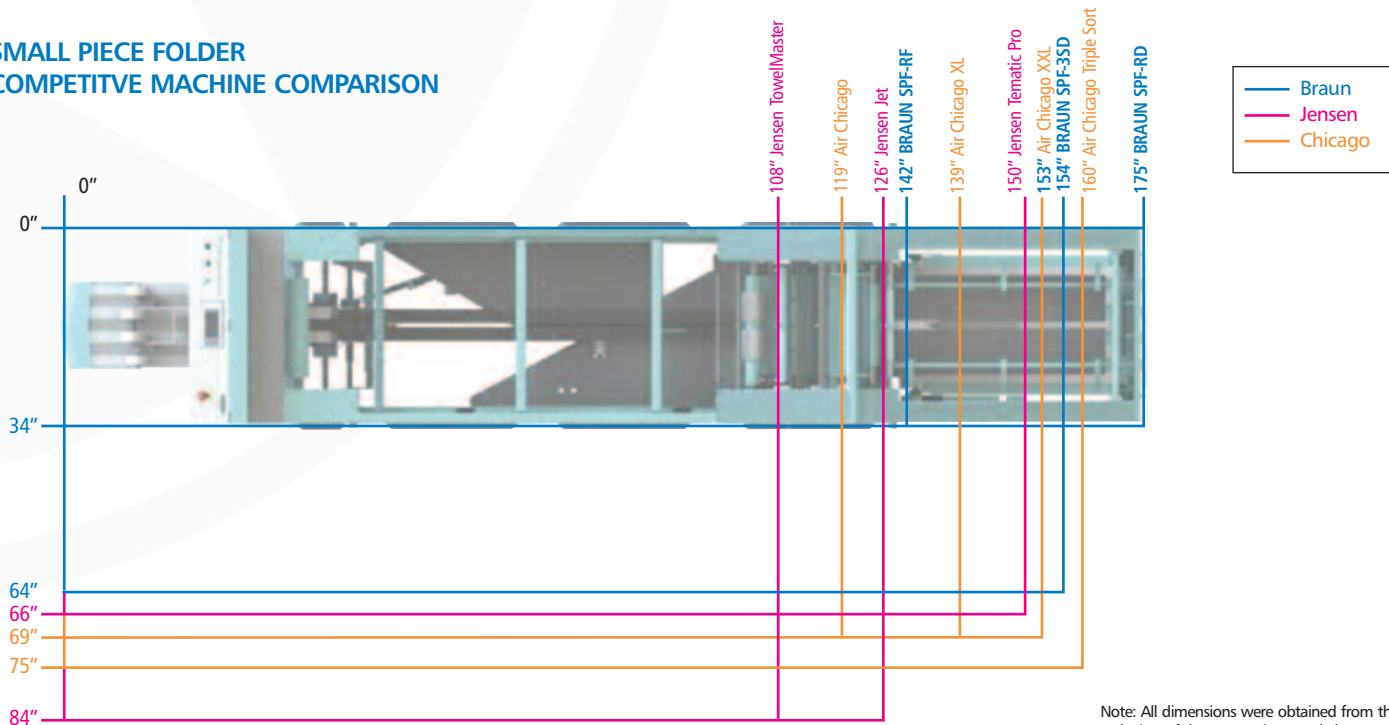 SMALL PIECE FOLDER
COMPETITVE MACHINE COMPARISON
108" Jensen TowelMaster
119" Air Chicago
126" Jensen Jet
142" BRAUN SPF-RF
139" Air Chicago XL
150" Jensen Tematic Pro
153" Air Chicago XXL
154" BRAUN SPF-3SD
160" Air Chicago Triple Sort
175" BRAUN SPF-RD
Braun
Jensen
Chicago
0"
0"
34"
64"
66"
69"
75"
84"
Note: All dimensions were obtained from